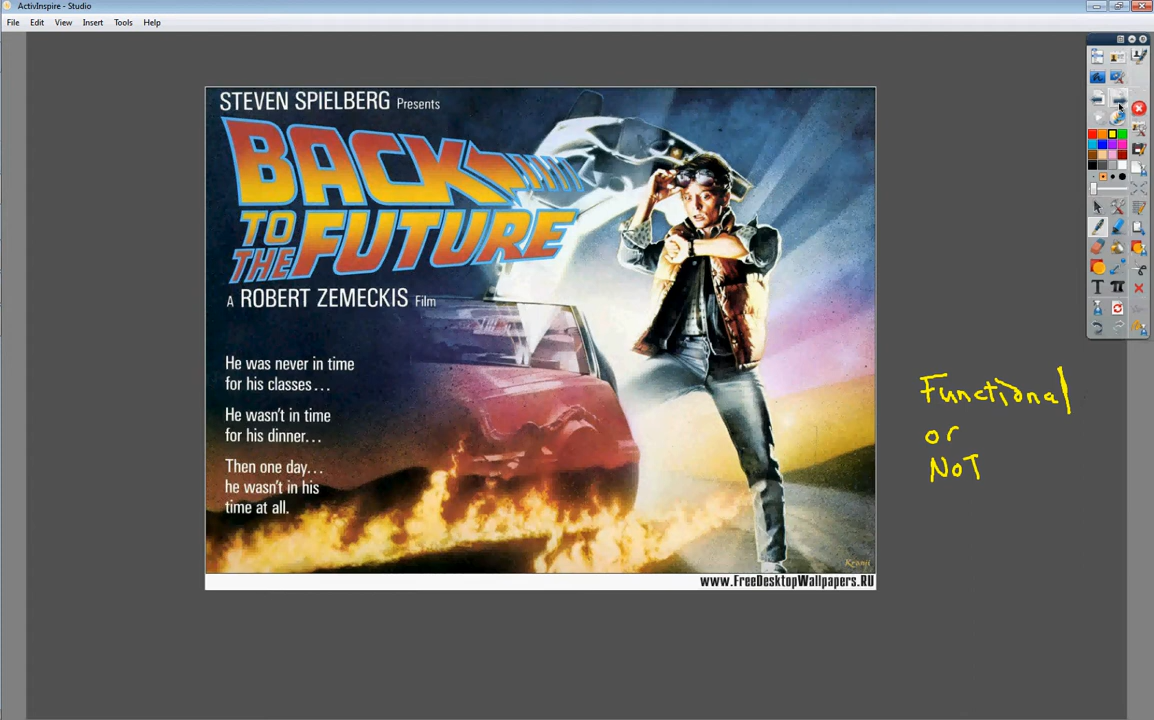 ActivInspire - Studio
File Edit View Insert Tools Help
STEVEN SPIELBERG Presents
BACK
TO
THE FUTURE
A ROBERT ZEMECKIS Film
He was never in time
for his classes...
He wasn't in time
for his dinner...
Then one day...
he wasn't in his
time at all.
www.FreeDesktopWallpapers.RU
Functional
or
NoT